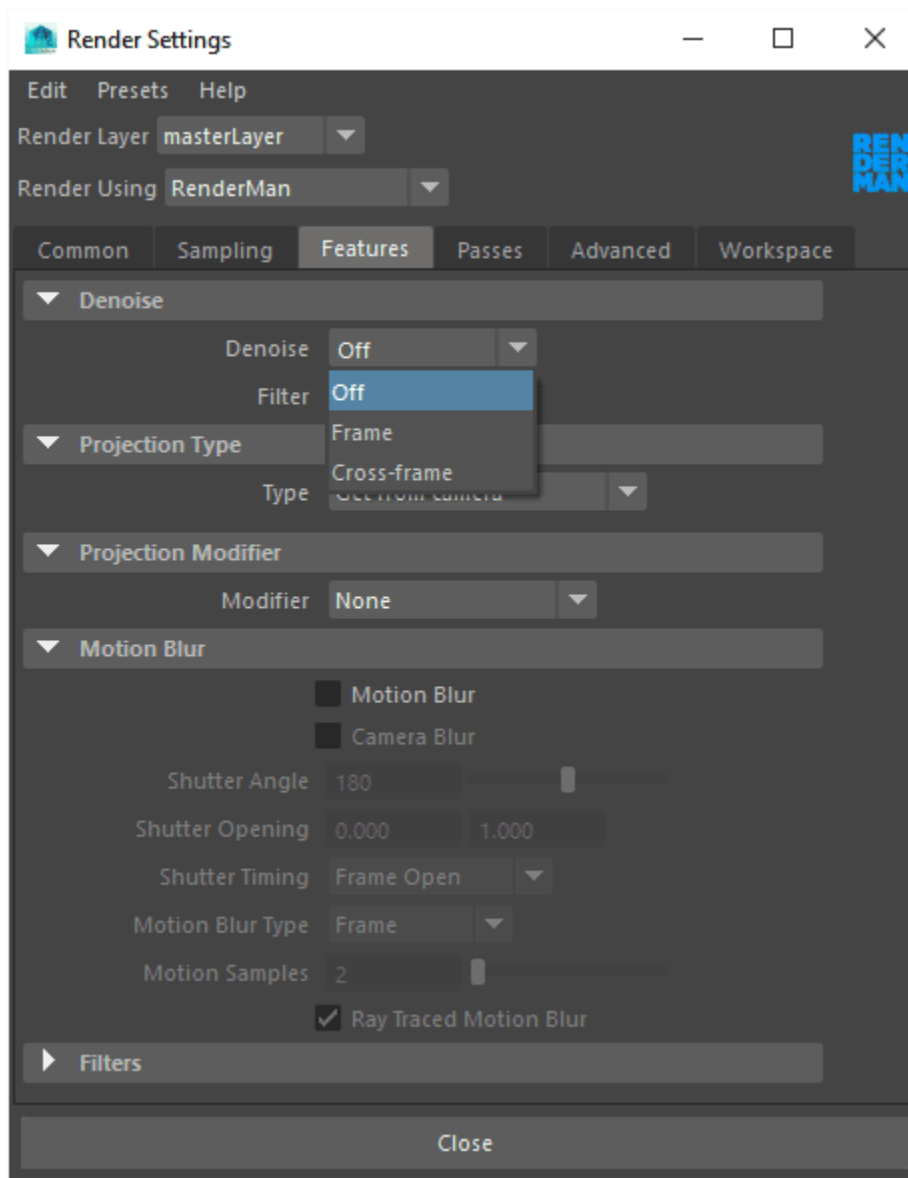 Render Settings
Edit Presets Help
Render Layer masterLayer
REN
DER
MAN
Render Using RenderMan
Common Sampling Features Passes Advanced Workspace
Denoise
Denoise Off
Filter Off
Frame
Projection Type
Cross-frame
Type Get from camera
Projection Modifier
Modifier None
Motion Blur
Motion Blur
Camera Blur
Shutter Angle 180
Shutter Opening 0.000 1.000
Shutter Timing Frame Open
Motion Blur Type Frame
Motion Samples 2
Ray Traced Motion Blur
Filters
Close